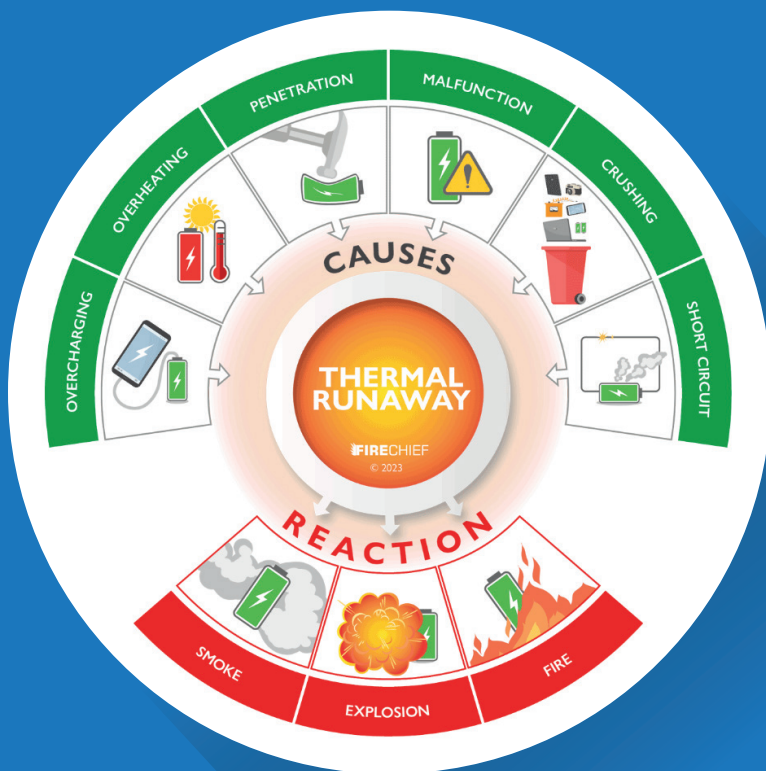 OVERCHARGING
OVERHEATING
PENETRATION
MALFUNCTION
CRUSHING
SHORT CIRCUIT
CAUSES
THERMAL
RUNAWAY
FIRECHIEF
© 2023
REACTION
SMOKE
EXPLOSION
FIRE